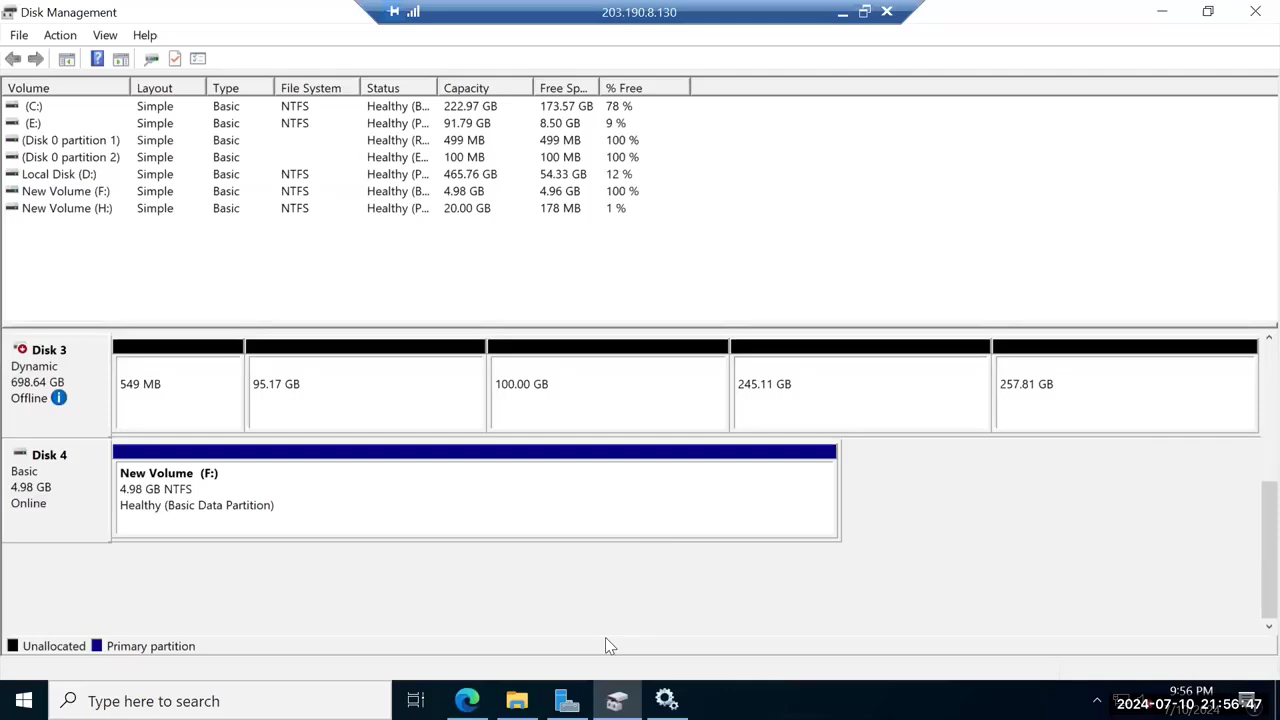 Disk Management
203.190.8.130
File Action View Help
Volume Layout Type File System Status Capacity Free Sp... % Free
(C:) Simple Basic NTFS Healthy (B... 222.97 GB 173.57 GB 78 %
(E:) Simple Basic NTFS Healthy (P... 91.79 GB 8.50 GB 9 %
(Disk 0 partition 1) Simple Basic Healthy (R... 499 MB 499 MB 100 %
(Disk 0 partition 2) Simple Basic Healthy (E... 100 MB 100 MB 100 %
Local Disk (D:) Simple Basic NTFS Healthy (P... 465.76 GB 54.33 GB 12 %
New Volume (F:) Simple Basic NTFS Healthy (B... 4.98 GB 4.96 GB 100 %
New Volume (H:) Simple Basic NTFS Healthy (P... 20.00 GB 178 MB 1 %
Disk 3
Dynamic
698.64 GB
Offline
549 MB 95.17 GB 100.00 GB 245.11 GB 257.81 GB
Disk 4
Basic
4.98 GB
Online
New Volume (F:)
4.98 GB NTFS
Healthy (Basic Data Partition)
Unallocated Primary partition
Type here to search
9:56 PM
2024-07-10 21:56:47